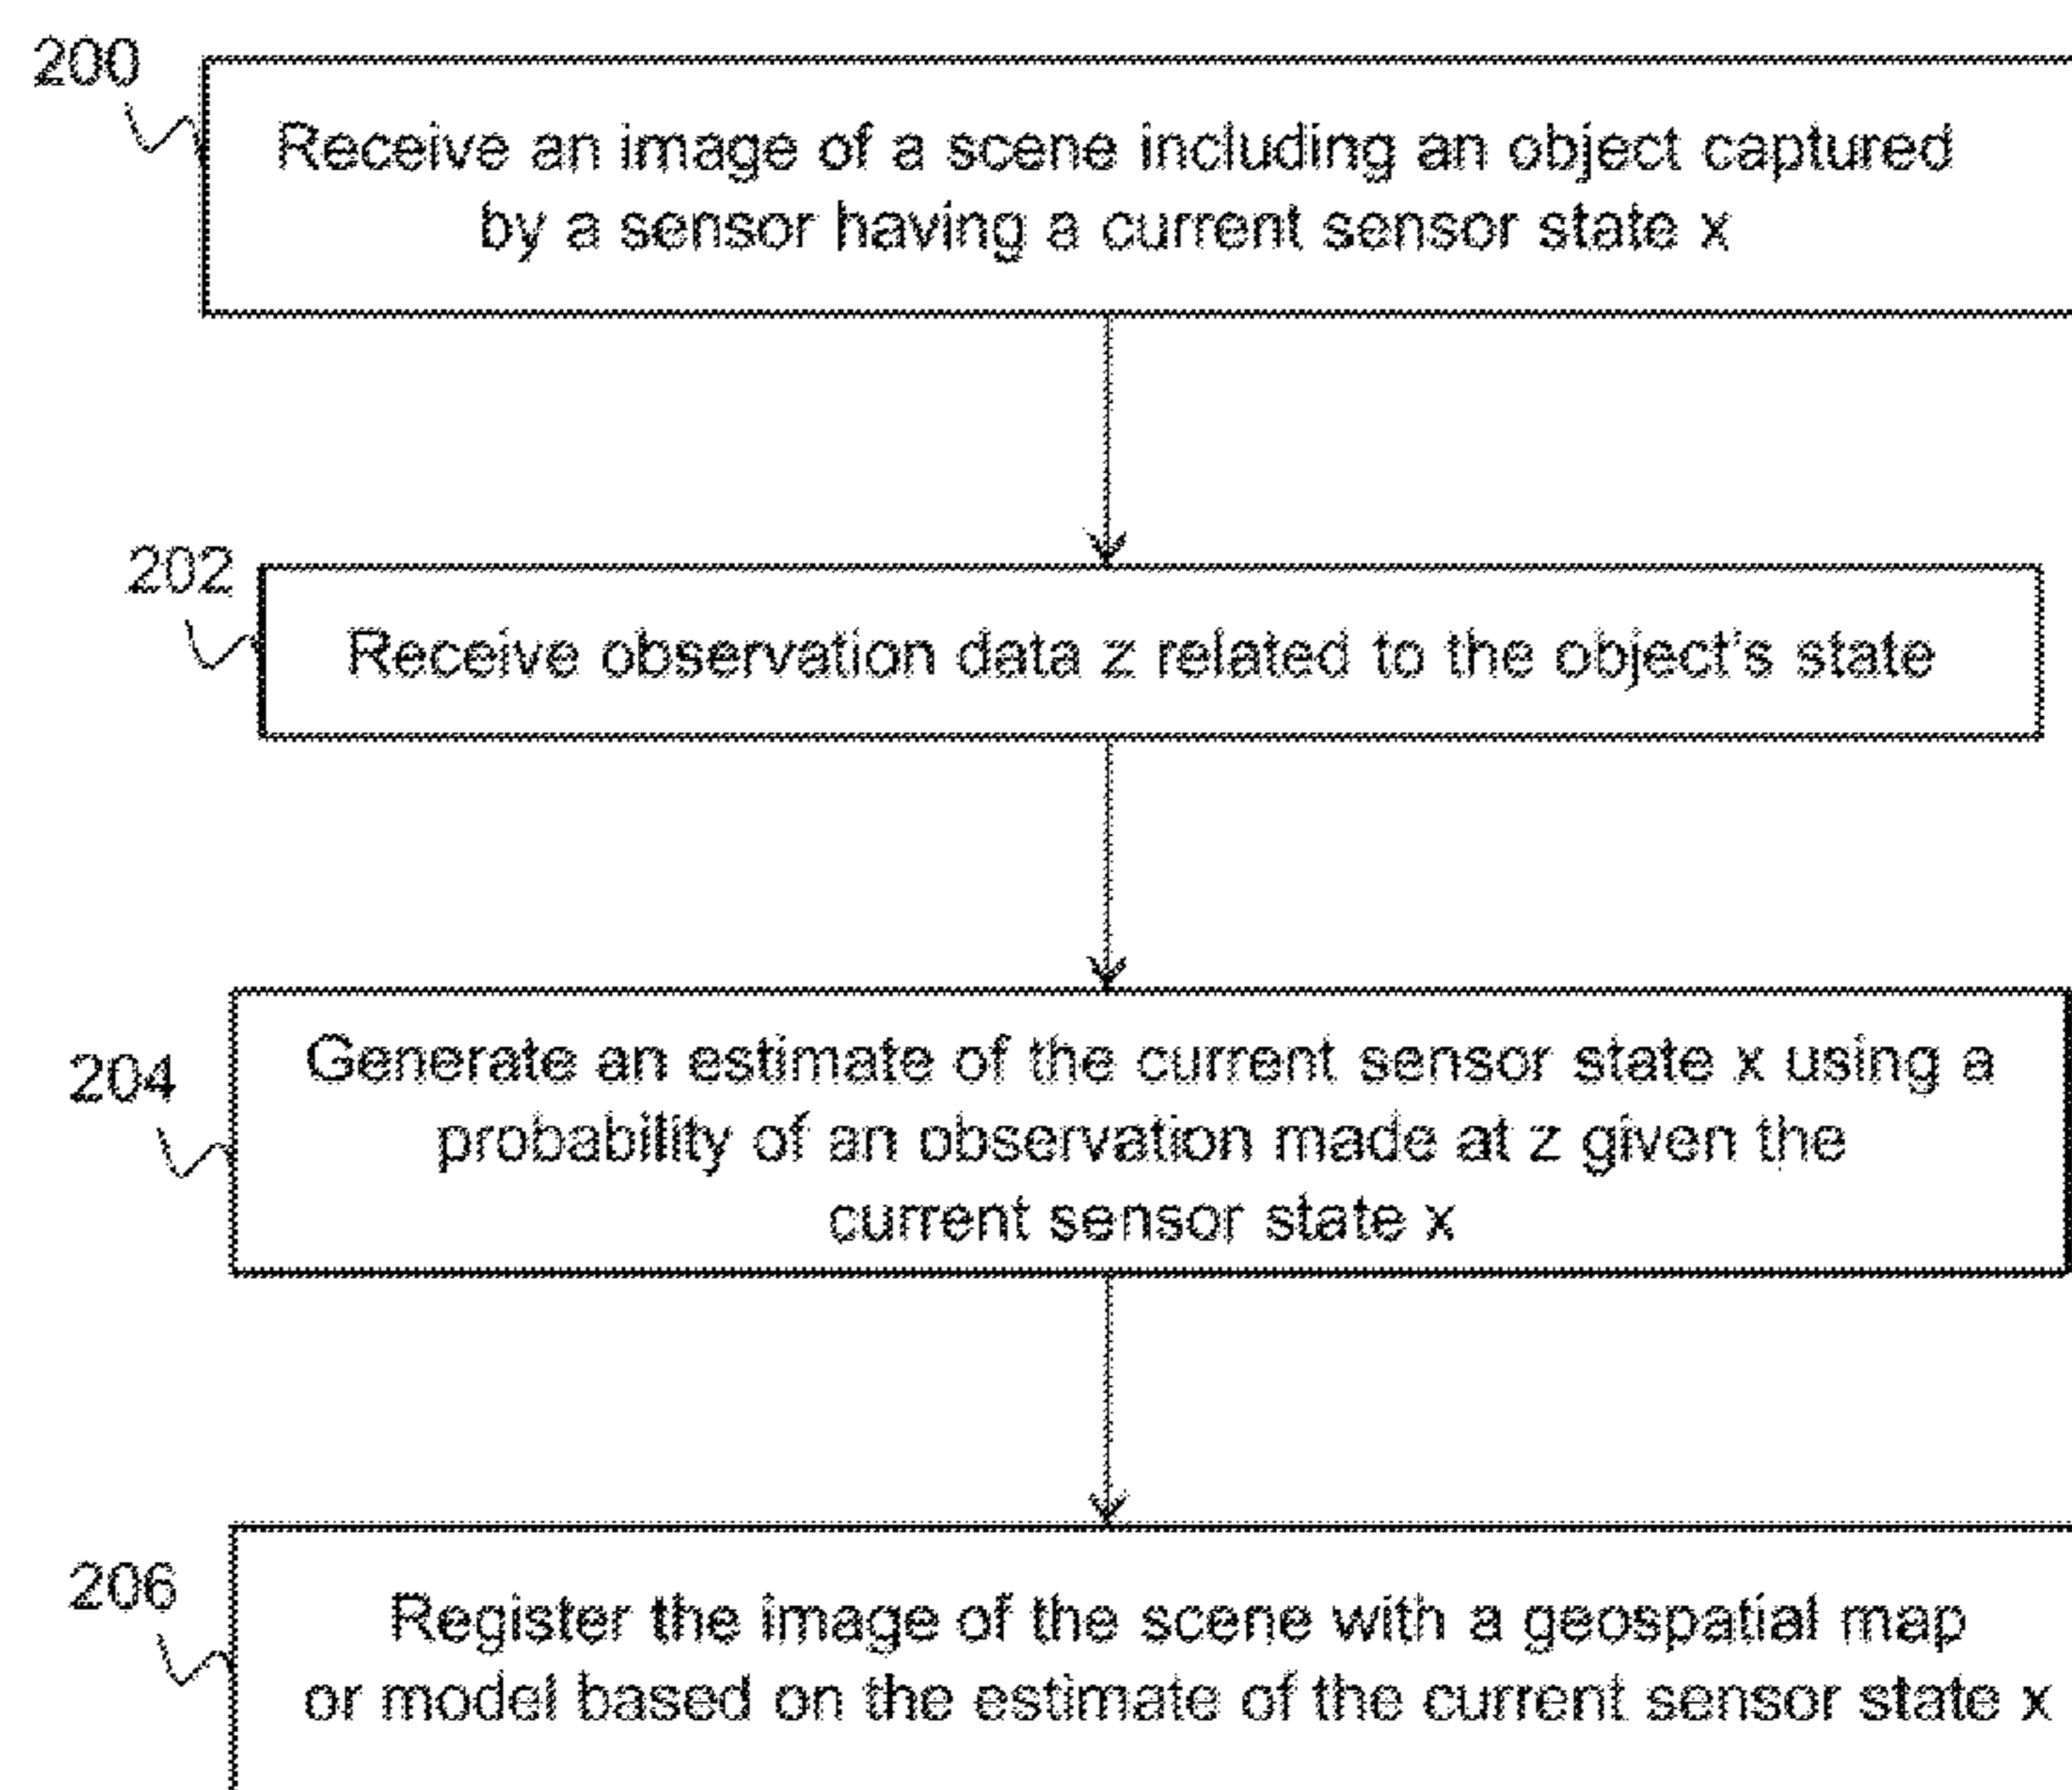 200
Receive an image of a scene including an object captured
by a sensor having a current sensor state x
202
Receive observation data z related to the object's state
204
Generate an estimate of the current sensor state x using a
probability of an observation made at z given the
current sensor state x
206
Register the image of the scene with a geospatial map
or model based on the estimate of the current sensor state x